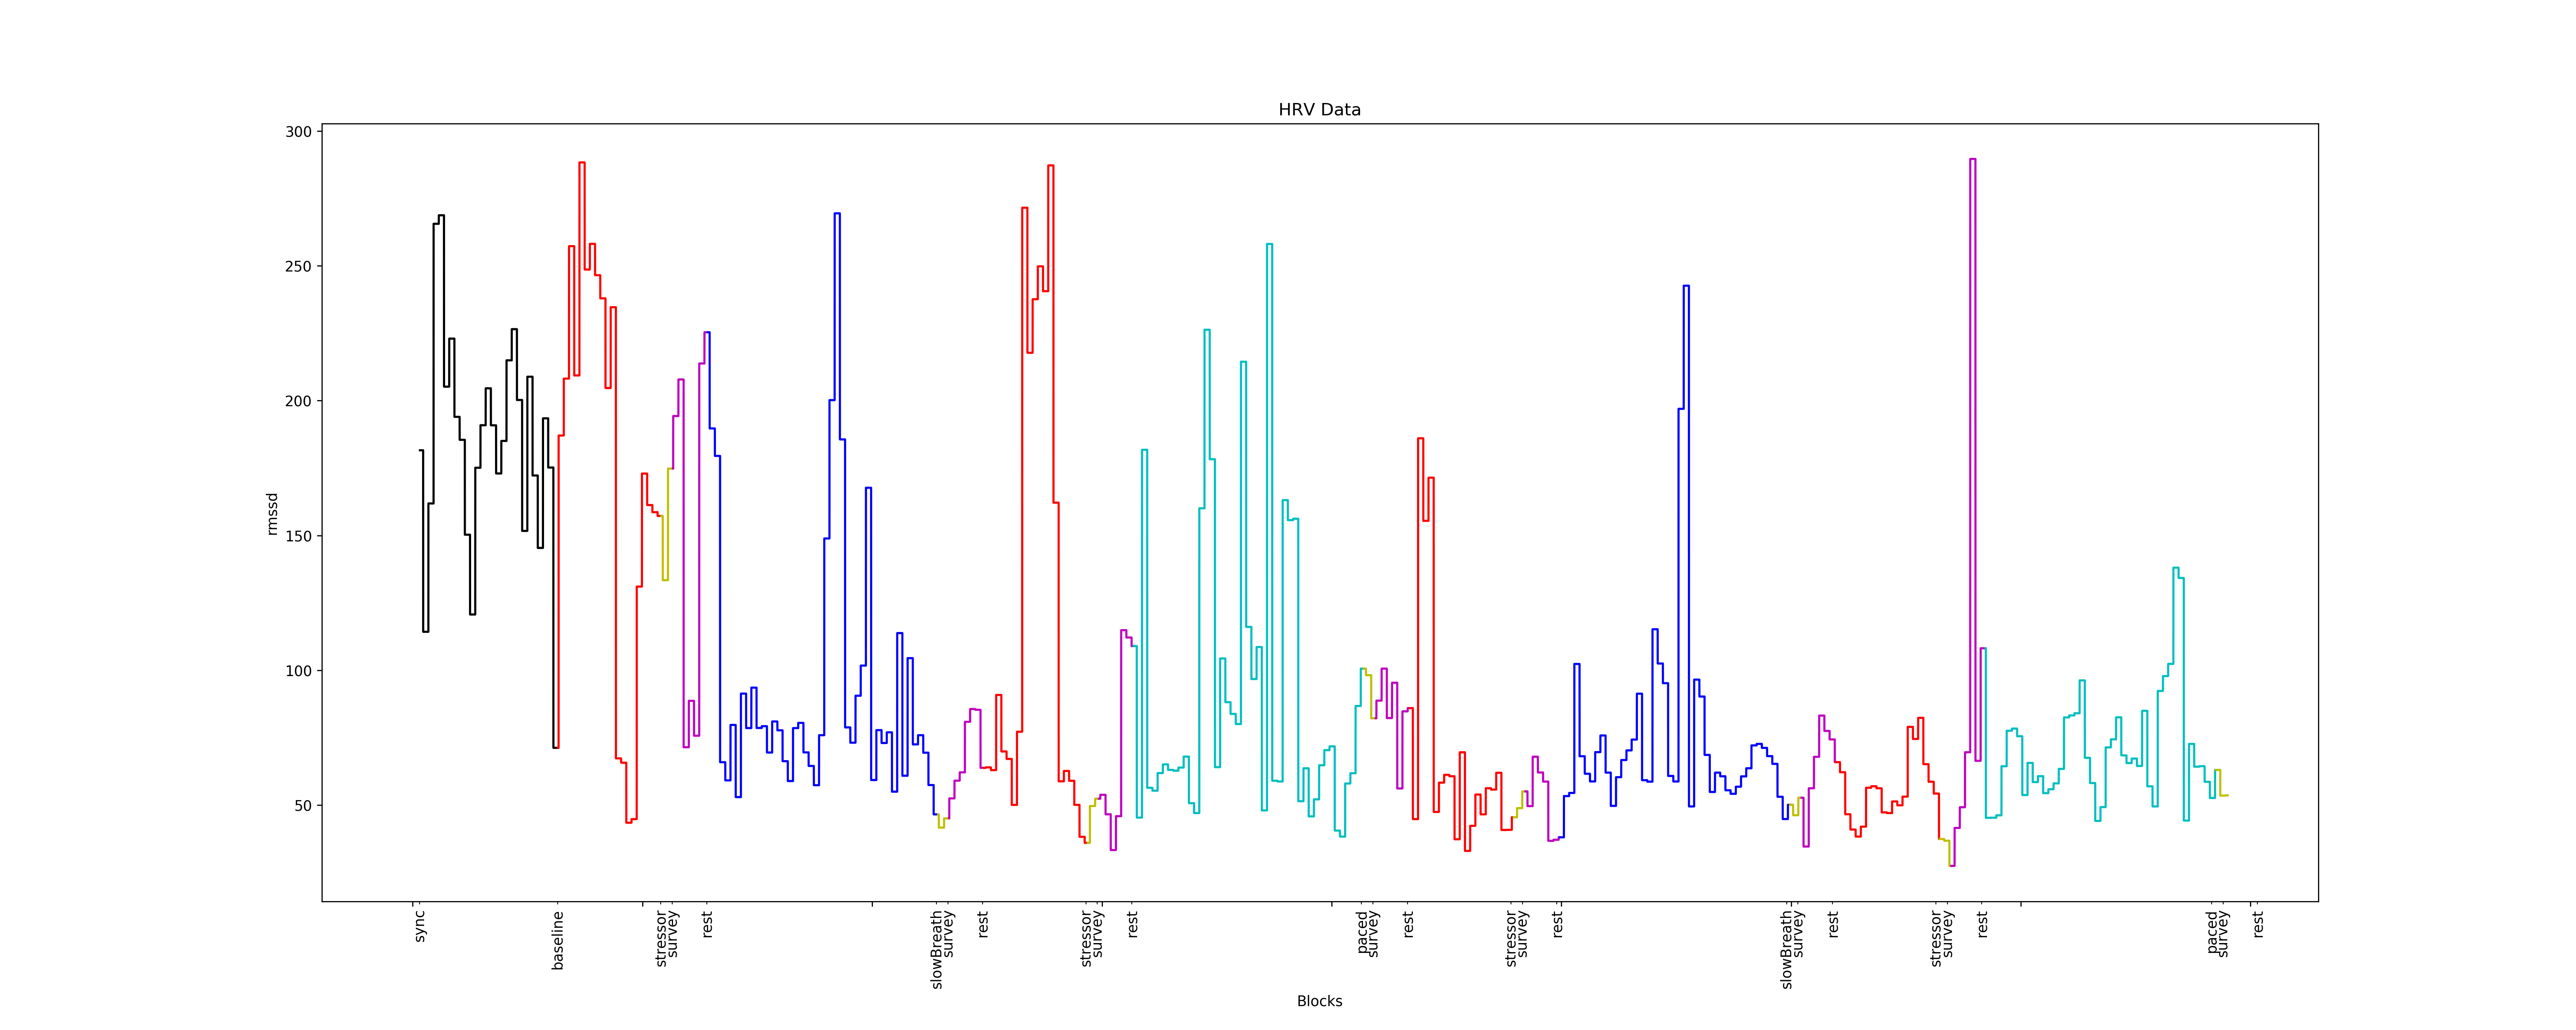 HRV Data
300
250
200
150
100
50
rmssd
sync
baseline
stressor
survey
rest
slowBreath
survey
rest
stressor
survey
rest
paced
survey
rest
stressor
survey
rest
slowBreath
survey
rest
stressor
survey
rest
paced
survey
rest
Blocks